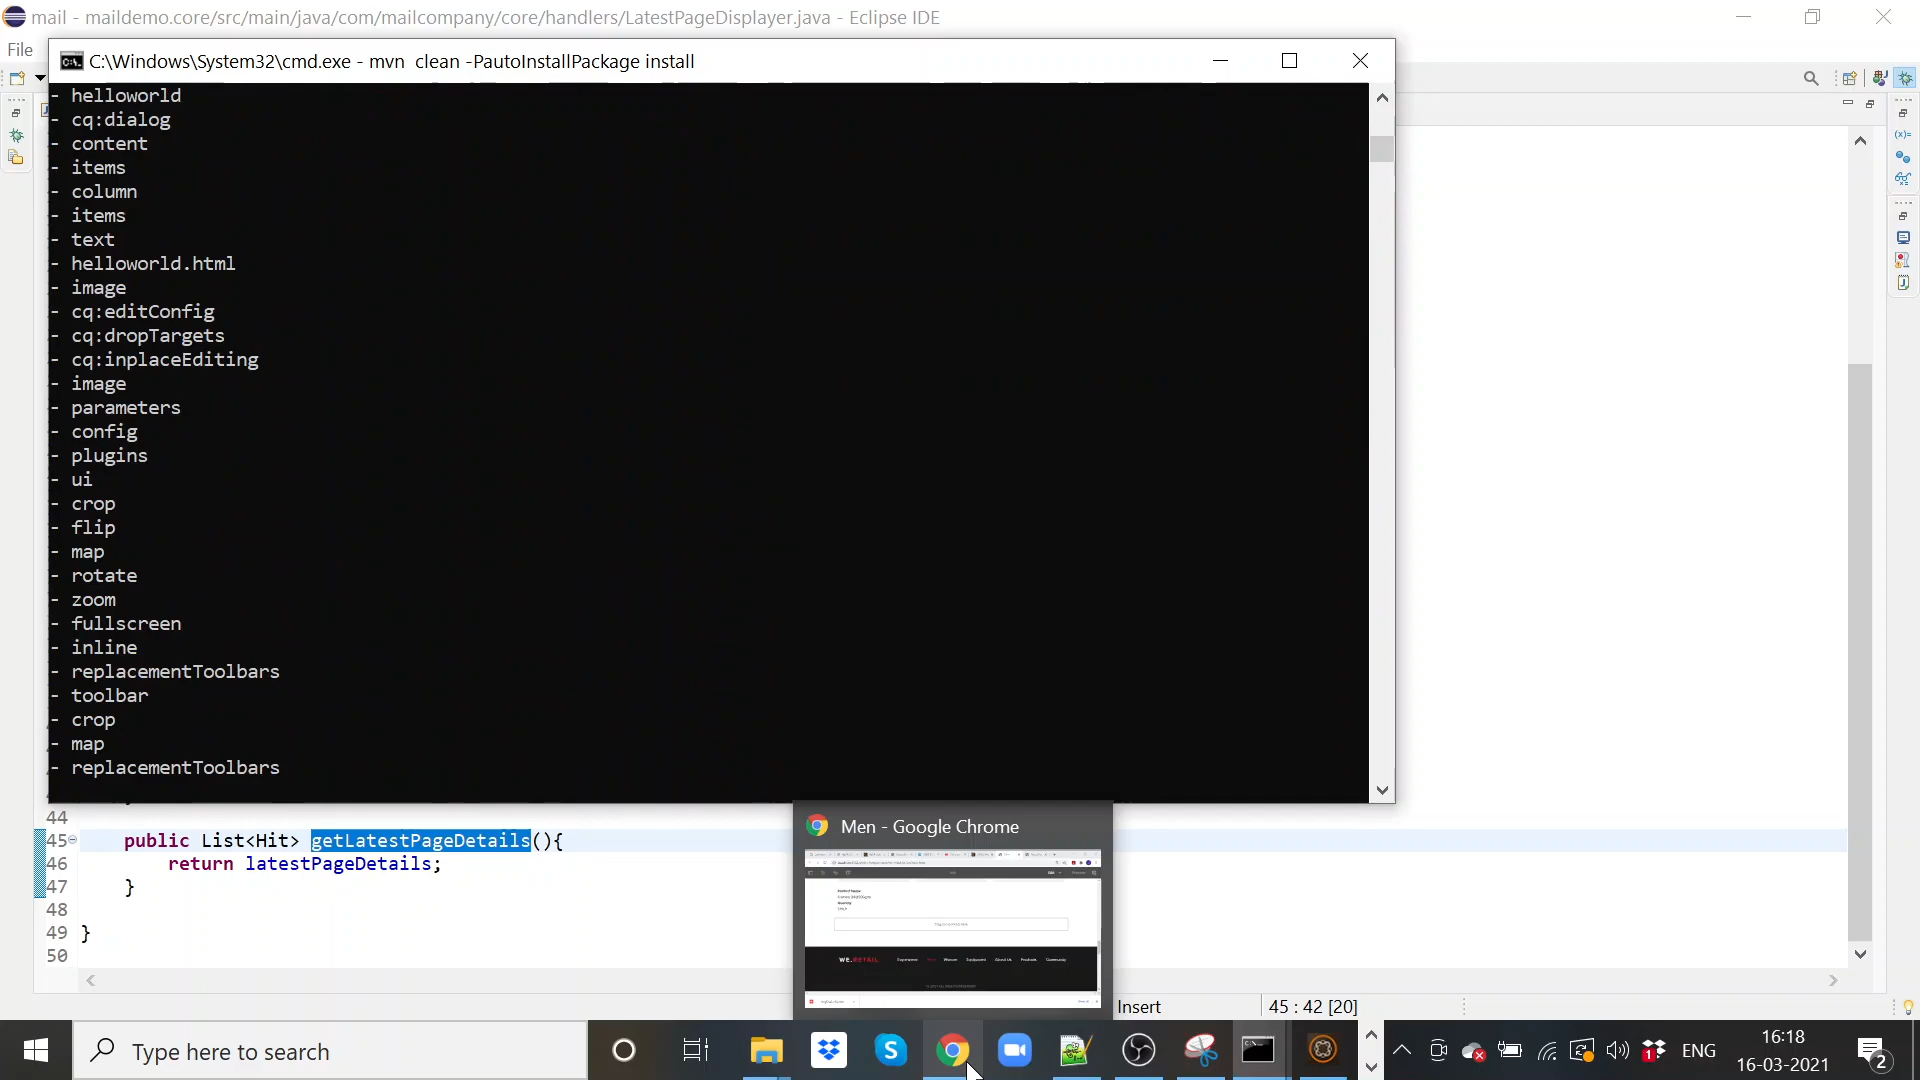 mail - maildemo.core/src/main/java/com/mailcompany/core/handlers/LatestPageDisplayer.java - Eclipse IDE
File
C:\Windows\System32\cmd.exe - mvn  clean -PautoInstallPackage install
- helloworld
- cq:dialog
- content
- items
- column
- items
- text
- helloworld.html
- image
- cq:editConfig
- cq:dropTargets
- cq:inplaceEditing
- image
- parameters
- config
- plugins
- ui
- crop
- flip
- map
- rotate
- zoom
- fullscreen
- inline
- replacementToolbars
- toolbar
- crop
- map
- replacementToolbars
44
45 public List<Hit> getLatestPageDetails(){
46 return latestPageDetails;
47 }
48
49 }
50
Men - Google Chrome
WE.RETAIL
Insert
45 : 42 [20]
Type here to search
ENG
16:18
16-03-2021
2